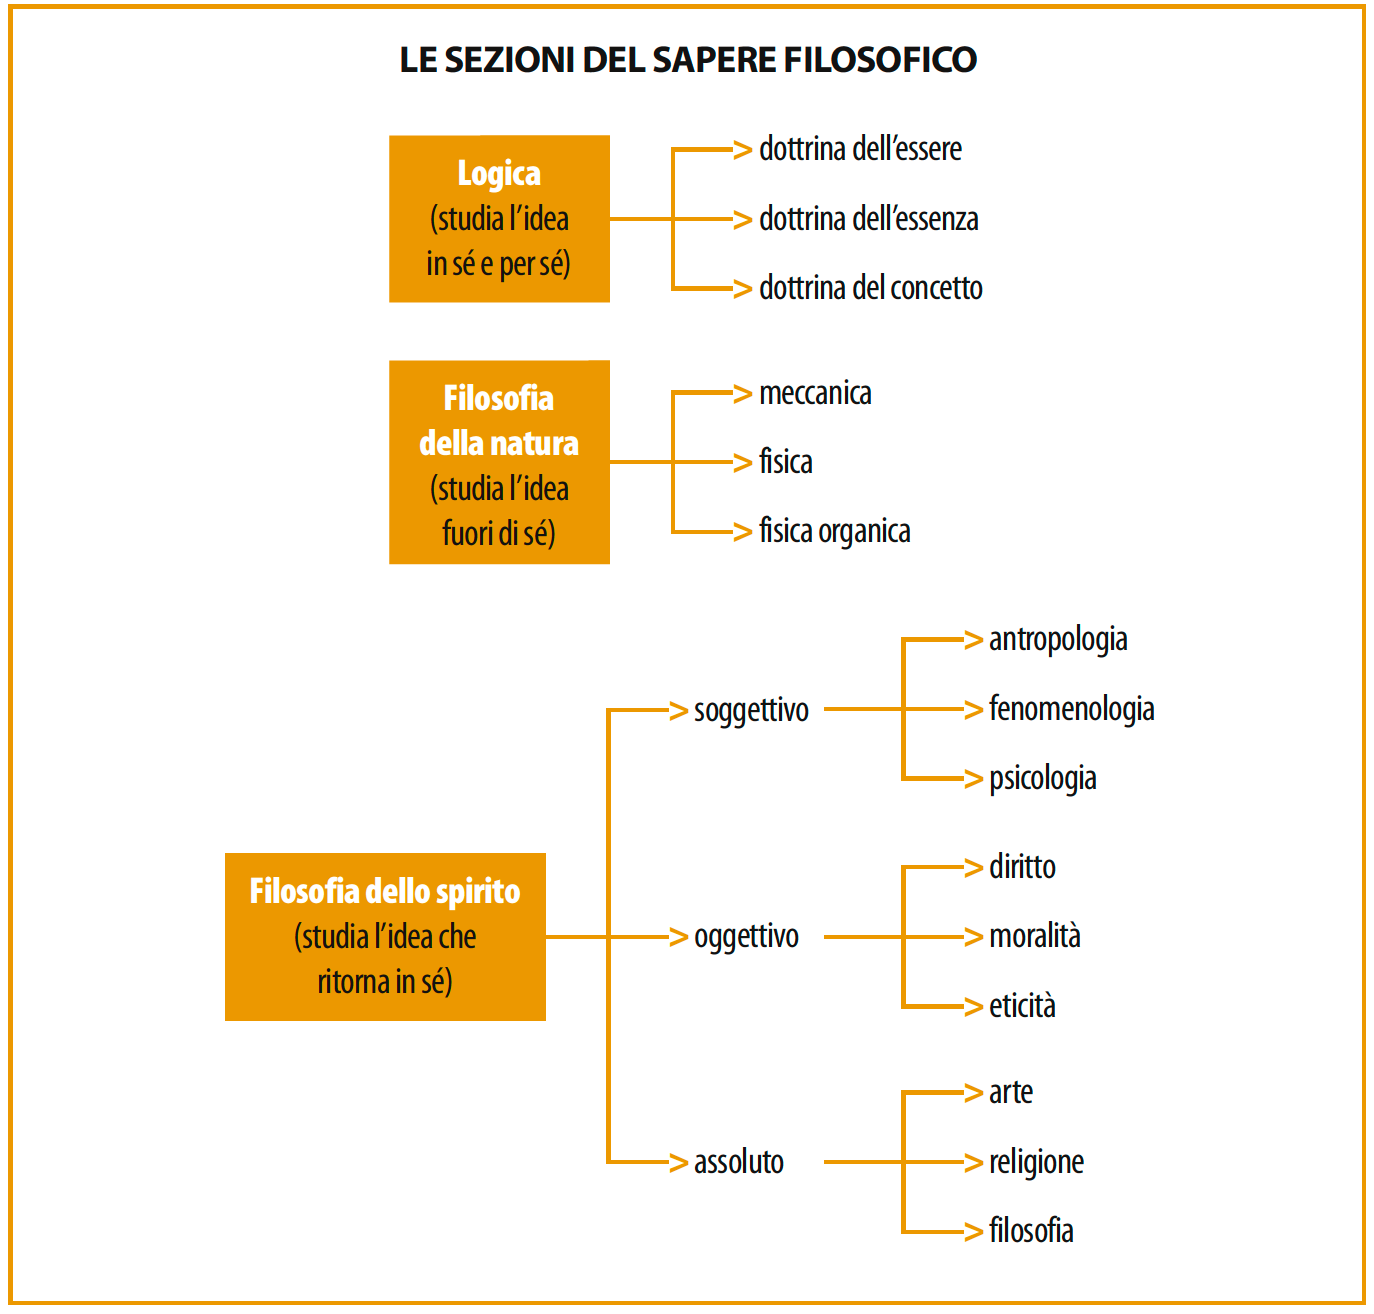 LE SEZIONI DEL SAPERE FILOSOFICO
Logica
(studia l’idea
in sé e per sé)
dottrina dell’essere
dottrina dell’essenza
dottrina del concetto
Filosofia
della natura
(studia l’idea
fuori di sé)
meccanica
fisica
fisica organica
Filosofia dello spirito
(studia l’idea che
ritorna in sé)
soggettivo
antropologia
fenomenologia
psicologia
oggettivo
diritto
moralità
eticità
assoluto
arte
religione
filosofia